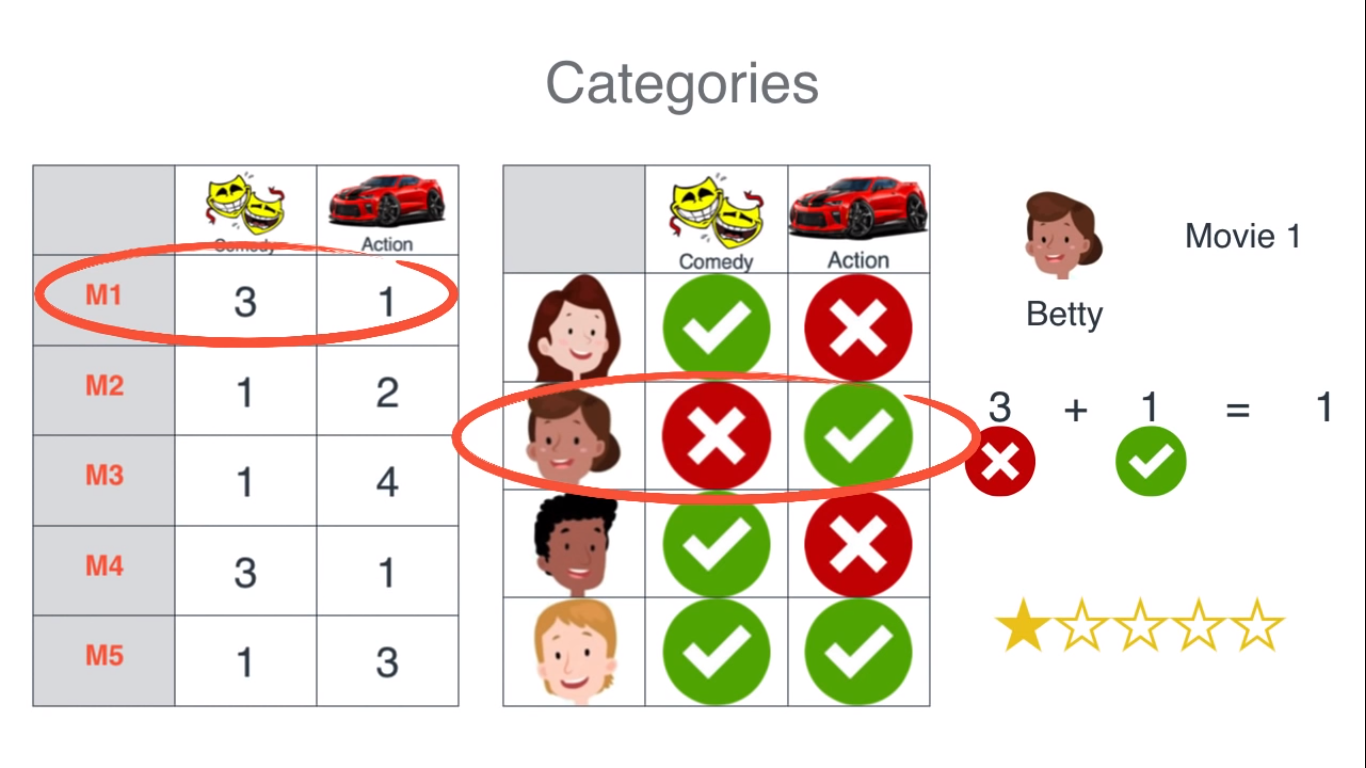 Categories
Comedy Action
M1 3 1
M2 1 2
M3 1 4
M4 3 1
M5 1 3
Comedy Action
Movie 1
Betty
3 + 1 = 1